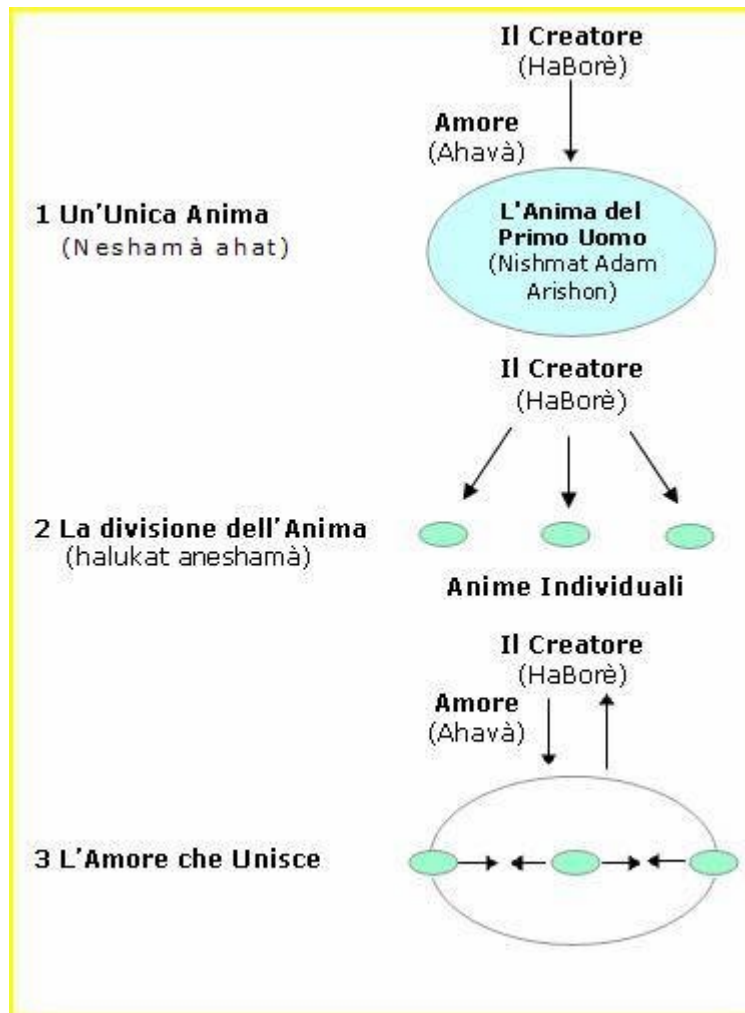 Il Creatore
(HaBorè)
Amore
(Ahavà)
1 Un'Unica Anima
(Neshamà ahat)
L'Anima del
Primo Uomo
(Nishmat Adam
Arishon)
Il Creatore
(HaBorè)
2 La divisione dell'Anima
(halukat aneshamà)
Anime Individuali
Il Creatore
(HaBorè)
Amore
(Ahavà)
3 L'Amore che Unisce